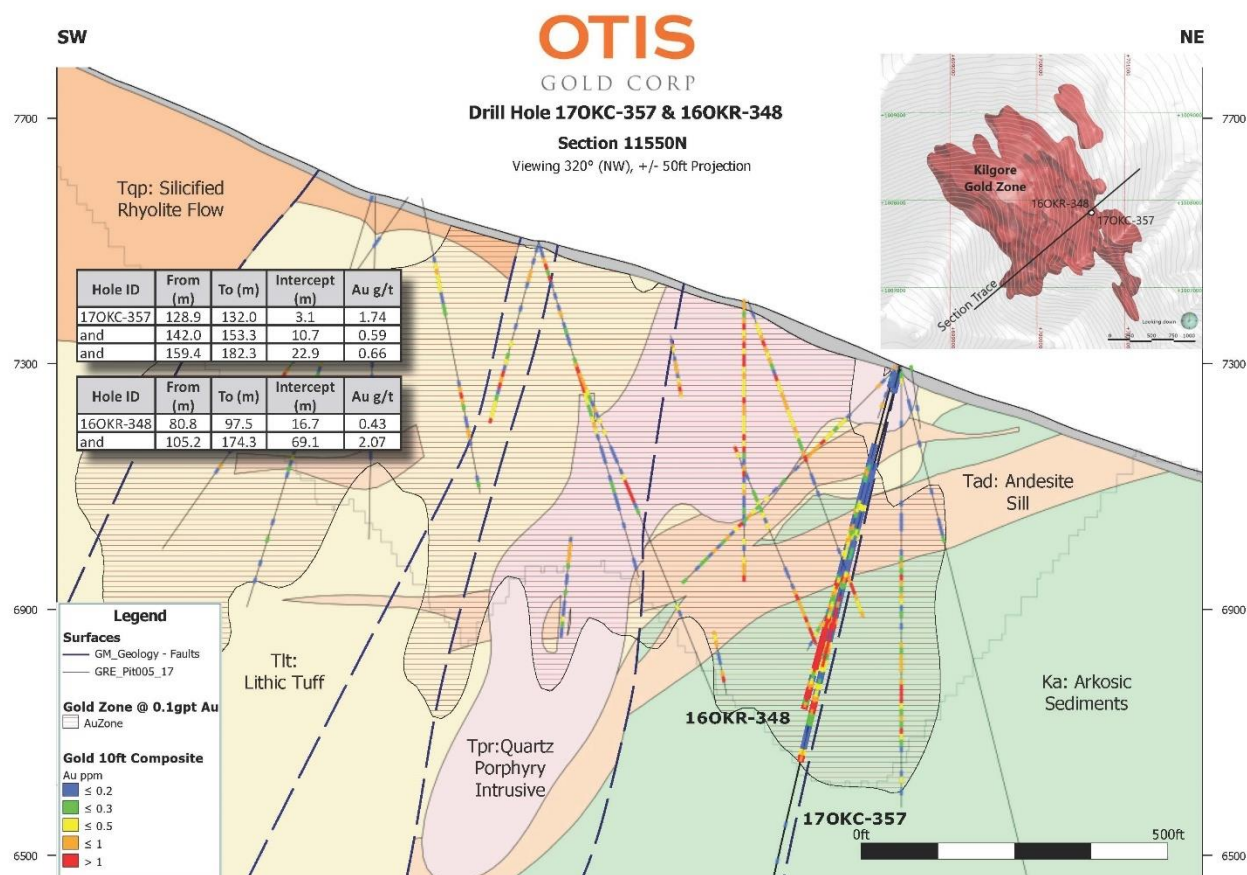 SW
OTIS
GOLD CORP
NE
Drill Hole 17OKC-357 & 16OKR-348
Section 11550N
Viewing 320° (NW), +/- 50ft Projection
7700
7700
Kilgore
Gold Zone
16OKR-348
17OKC-357
Section Trace
Looking down
0 250 500 750 1000
Tqp: Silicified
Rhyolite Flow
Hole ID From (m) To (m) Intercept (m) Au g/t
17OKC-357 128.9 132.0 3.1 1.74
and 142.0 153.3 10.7 0.59
and 159.4 182.3 22.9 0.66
Hole ID From (m) To (m) Intercept (m) Au g/t
16OKR-348 80.8 97.5 16.7 0.43
and 105.2 174.3 69.1 2.07
7300
7300
Tad: Andesite
Sill
6900
6900
Legend
Surfaces
GM_Geology - Faults
GRE_Pit005_17
Gold Zone @ 0.1gpt Au
AuZone
Gold 10ft Composite
Au ppm
≤ 0.2
≤ 0.3
≤ 0.5
≤ 1
> 1
Tlt:
Lithic Tuff
Tpr:Quartz
Porphyry
Intrusive
16OKR-348
Ka: Arkosic
Sediments
17OKC-357
0ft
500ft
6500
6500